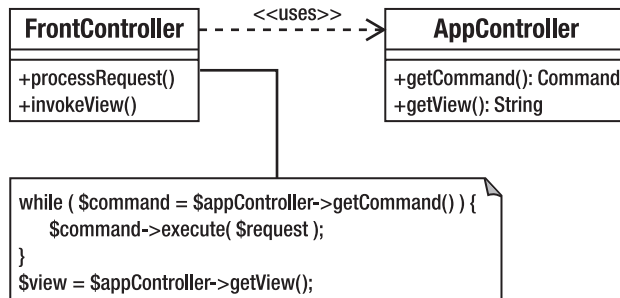 <<uses>>
FrontController
AppController
+processRequest()
+invokeView()
+getCommand(): Command
+getView(): String
while ( $command = $appController->getCommand() ) {
$command->execute( $request );
}
$view = $appController->getView();